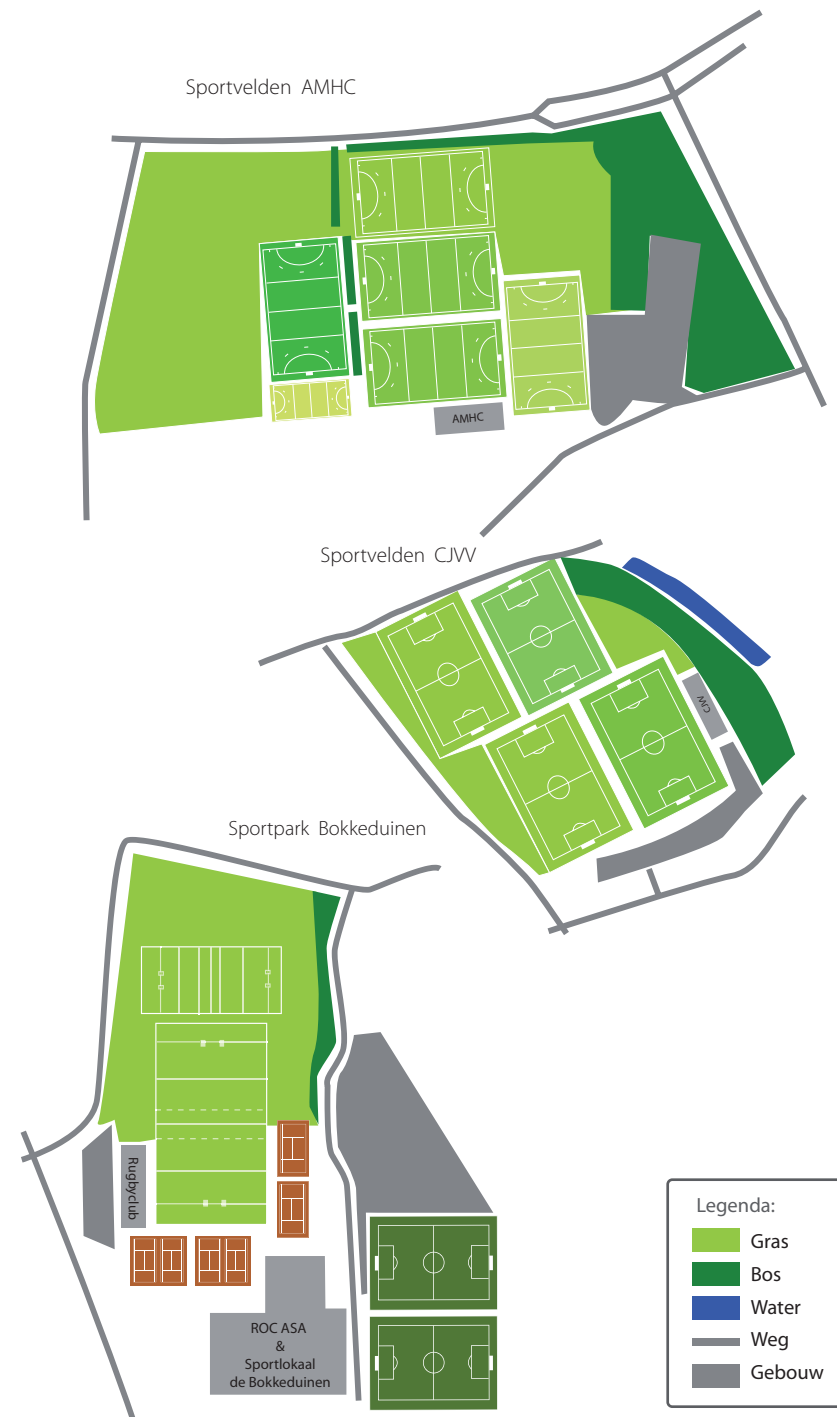 Sportvelden AMHC
AMHC
Sportvelden CJVV
CJVV
Sportpark Bokkeduinen
Rugbyclub
ROC ASA
&
Sportlokaal
de Bokkeduinen
Legenda:
Gras
Bos
Water
Weg
Gebouw